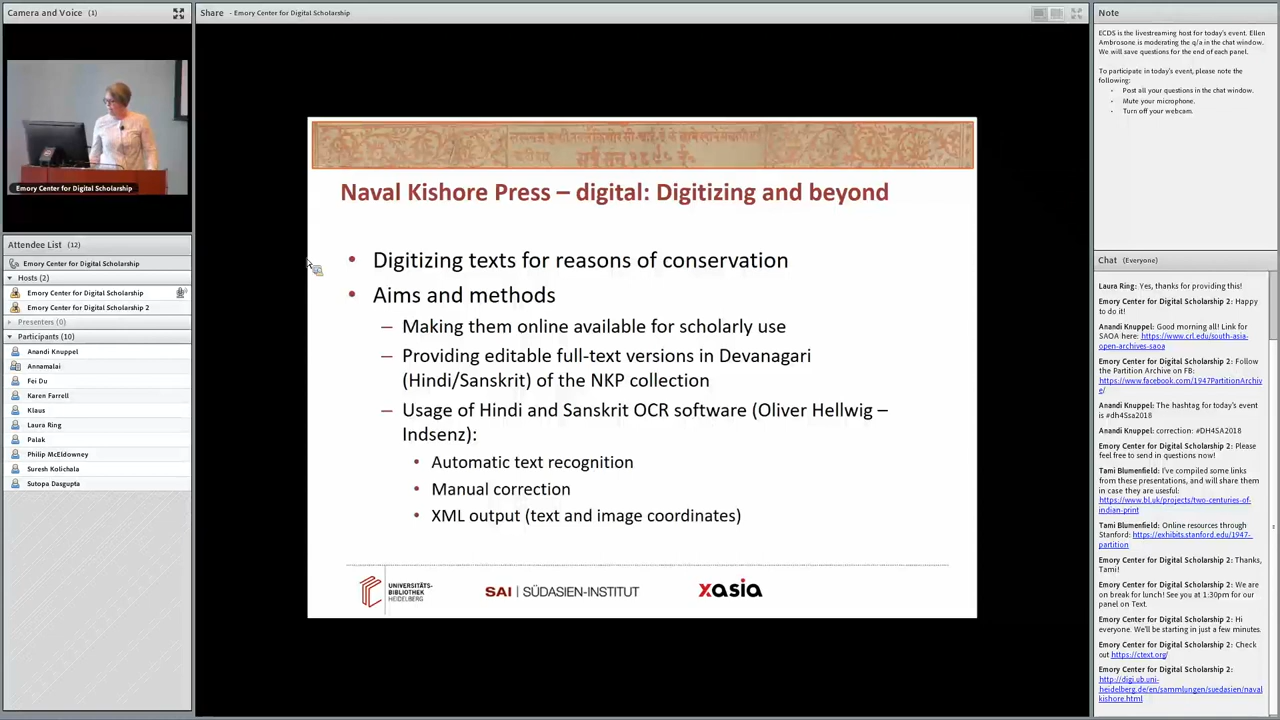 Camera and Voice (1)
Emory Center for Digital Scholarship
Attendee List (12)
Emory Center for Digital Scholarship
Hosts (2)
Emory Center for Digital Scholarship
Emory Center for Digital Scholarship 2
Presenters (0)
Participants (10)
Anandi Knuppel
Annamalai
Fei Du
Karen Farrell
Klaus
Laura Ring
Palak
Philip McEldowney
Suresh Kolichala
Sutopa Dasgupta
Share - Emory Center for Digital Scholarship
Naval Kishore Press – digital: Digitizing and beyond
• Digitizing texts for reasons of conservation
• Aims and methods
– Making them online available for scholarly use
– Providing editable full-text versions in Devanagari
(Hindi/Sanskrit) of the NKP collection
– Usage of Hindi and Sanskrit OCR software (Oliver Hellwig –
Indsenz):
• Automatic text recognition
• Manual correction
• XML output (text and image coordinates)
UNIVERSITÄTS-
BIBLIOTHEK
HEIDELBERG
SAI | SÜDASIEN-INSTITUT
xasia
Note
ECDS is the livestreaming host for today's event. Ellen
Ambrosone is moderating the q/a in the chat window.
We will save questions for the end of each panel.
To participate in today's event, please note the
following:
• Post all your questions in the chat window.
• Mute your microphone.
• Turn off your webcam.
Chat (Everyone)
Laura Ring: Yes, thanks for providing this!
Emory Center for Digital Scholarship 2: Happy
to do it!
Anandi Knuppel: Good morning all! Link for
SAOA here: https://www.crl.edu/south-asia-
open-archives-saoa
Emory Center for Digital Scholarship 2: Follow
the Partition Archive on FB:
https://www.facebook.com/1947PartitionArchiv
e/
Anandi Knuppel: The hashtag for today's event
is #dh4Ssa2018
Anandi Knuppel: correction: #DH4SA2018
Emory Center for Digital Scholarship 2: Please
feel free to send in questions now!
Tami Blumenfield: I've compiled some links
from these presentations, and will share them
in case they are usesful:
https://www.bl.uk/projects/two-centuries-of-
indian-print
Tami Blumenfield: Online resources through
Stanford: https://exhibits.stanford.edu/1947-
partition
Emory Center for Digital Scholarship 2: Thanks,
Tami!
Emory Center for Digital Scholarship 2: We are
on break for lunch! See you at 1:30pm for our
panel on Text.
Emory Center for Digital Scholarship 2: Hi
everyone. We'll be starting in just a few minutes.
Emory Center for Digital Scholarship 2: Check
out https://ctext.org/
Emory Center for Digital Scholarship 2:
http://digi.ub.uni-
heidelberg.de/en/sammlungen/suedasien/naval
kishore.html